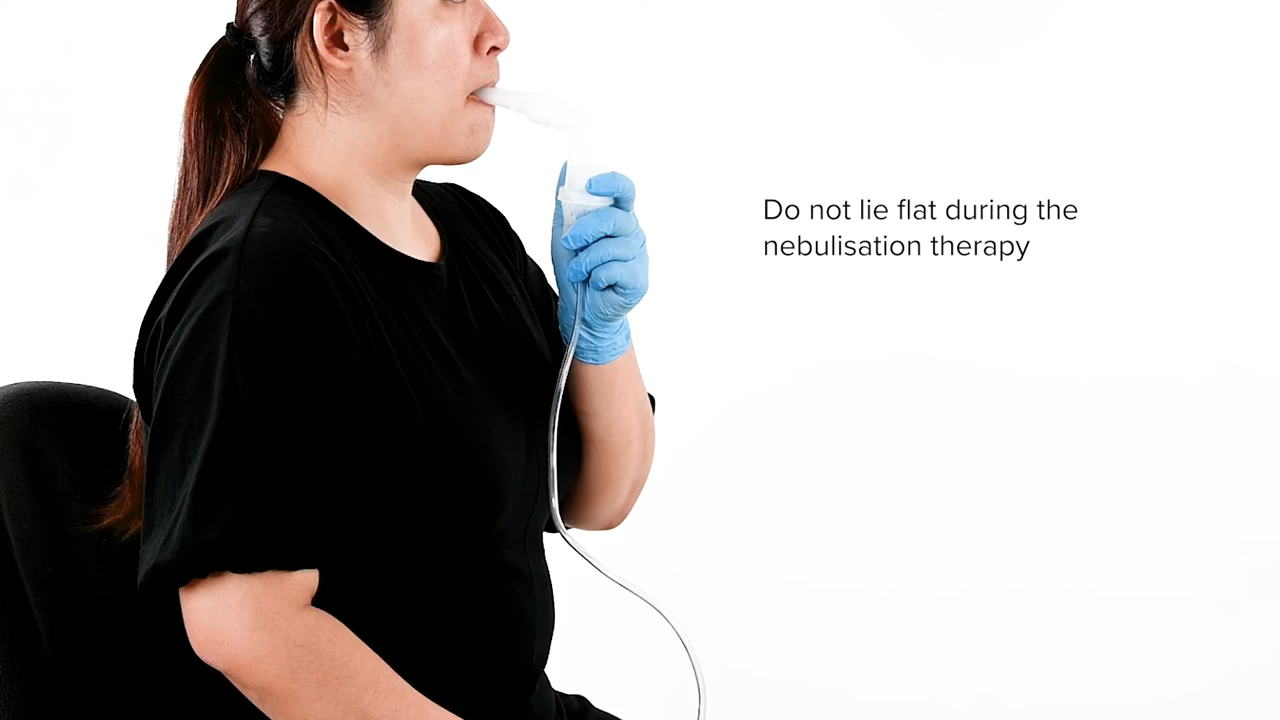 Do not lie flat during the
nebulisation therapy